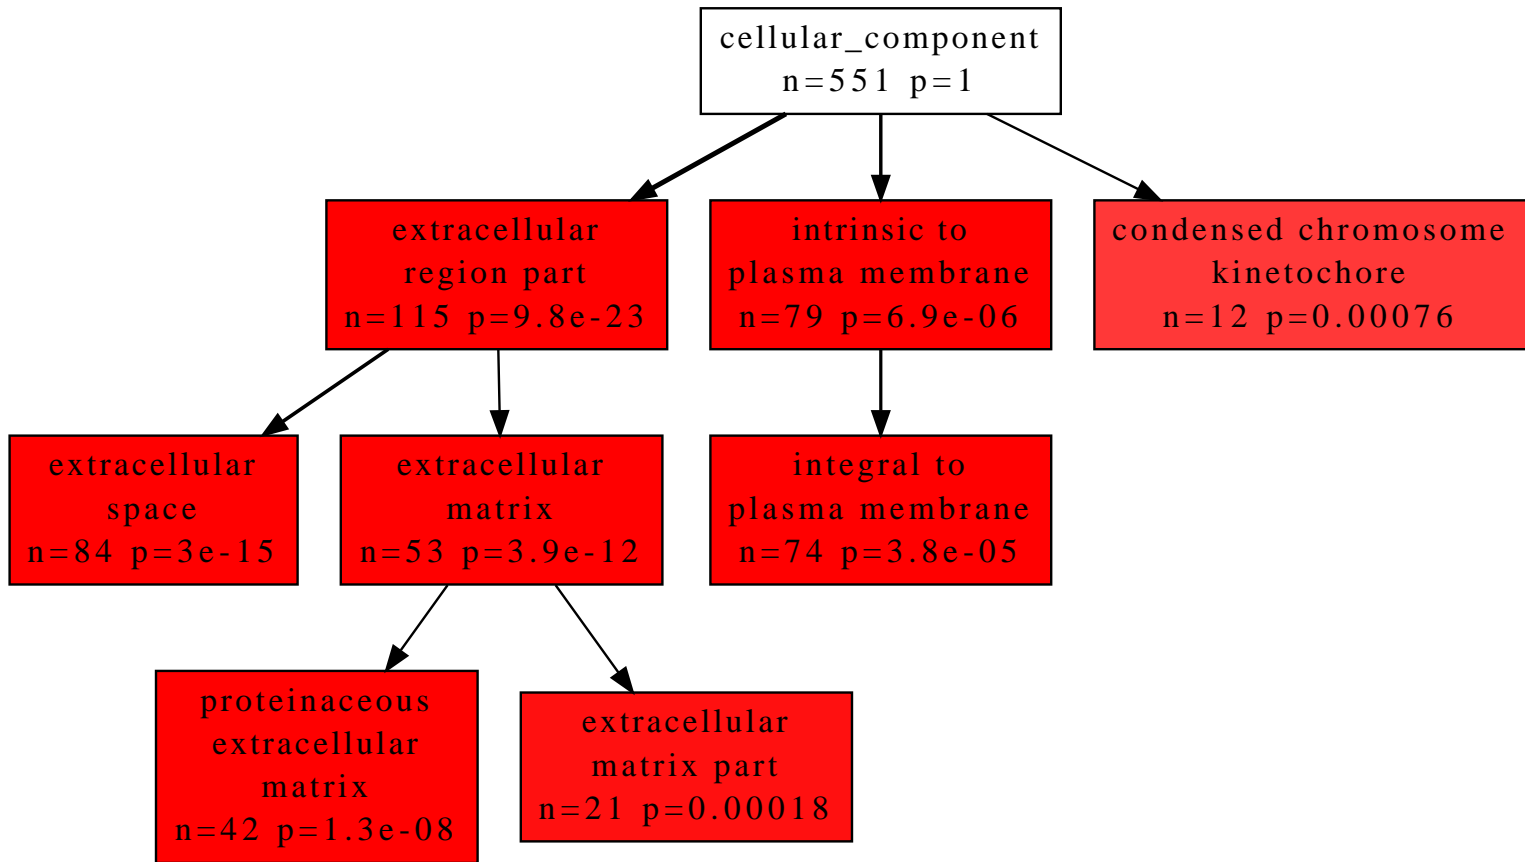 cellular_component
n=551 p=1
extracellular
region part
n=115 p=9.8e-23
intrinsic to
plasma membrane
n=79 p=6.9e-06
condensed chromosome
kinetochore
n=12 p=0.00076
extracellular
space
n=84 p=3e-15
extracellular
matrix
n=53 p=3.9e-12
integral to
plasma membrane
n=74 p=3.8e-05
proteinaceous
extracellular
matrix
n=42 p=1.3e-08
extracellular
matrix part
n=21 p=0.00018